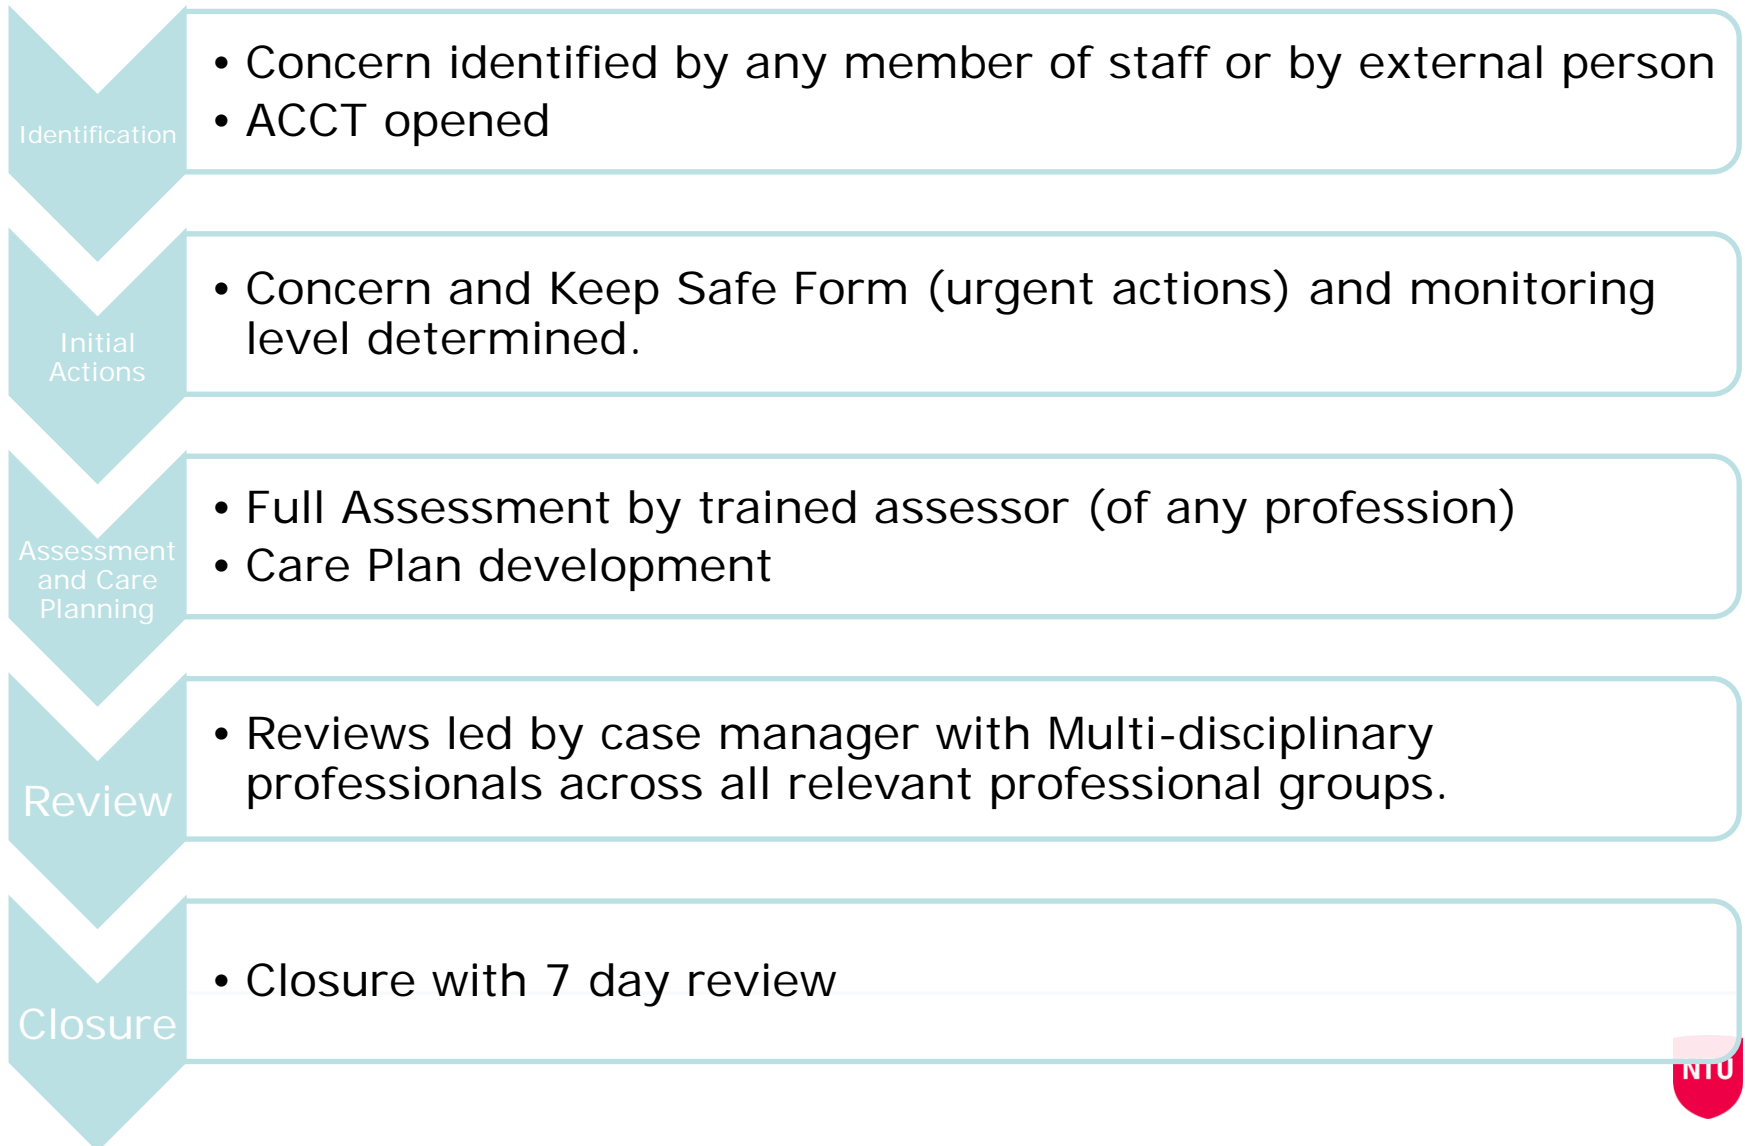 Identification
• Concern identified by any member of staff or by external person
• ACCT opened
Initial
Actions
• Concern and Keep Safe Form (urgent actions) and monitoring
level determined.
Assessment
and Care
Planning
• Full Assessment by trained assessor (of any profession)
• Care Plan development
Review
• Reviews led by case manager with Multi-disciplinary
professionals across all relevant professional groups.
Closure
• Closure with 7 day review
NTU